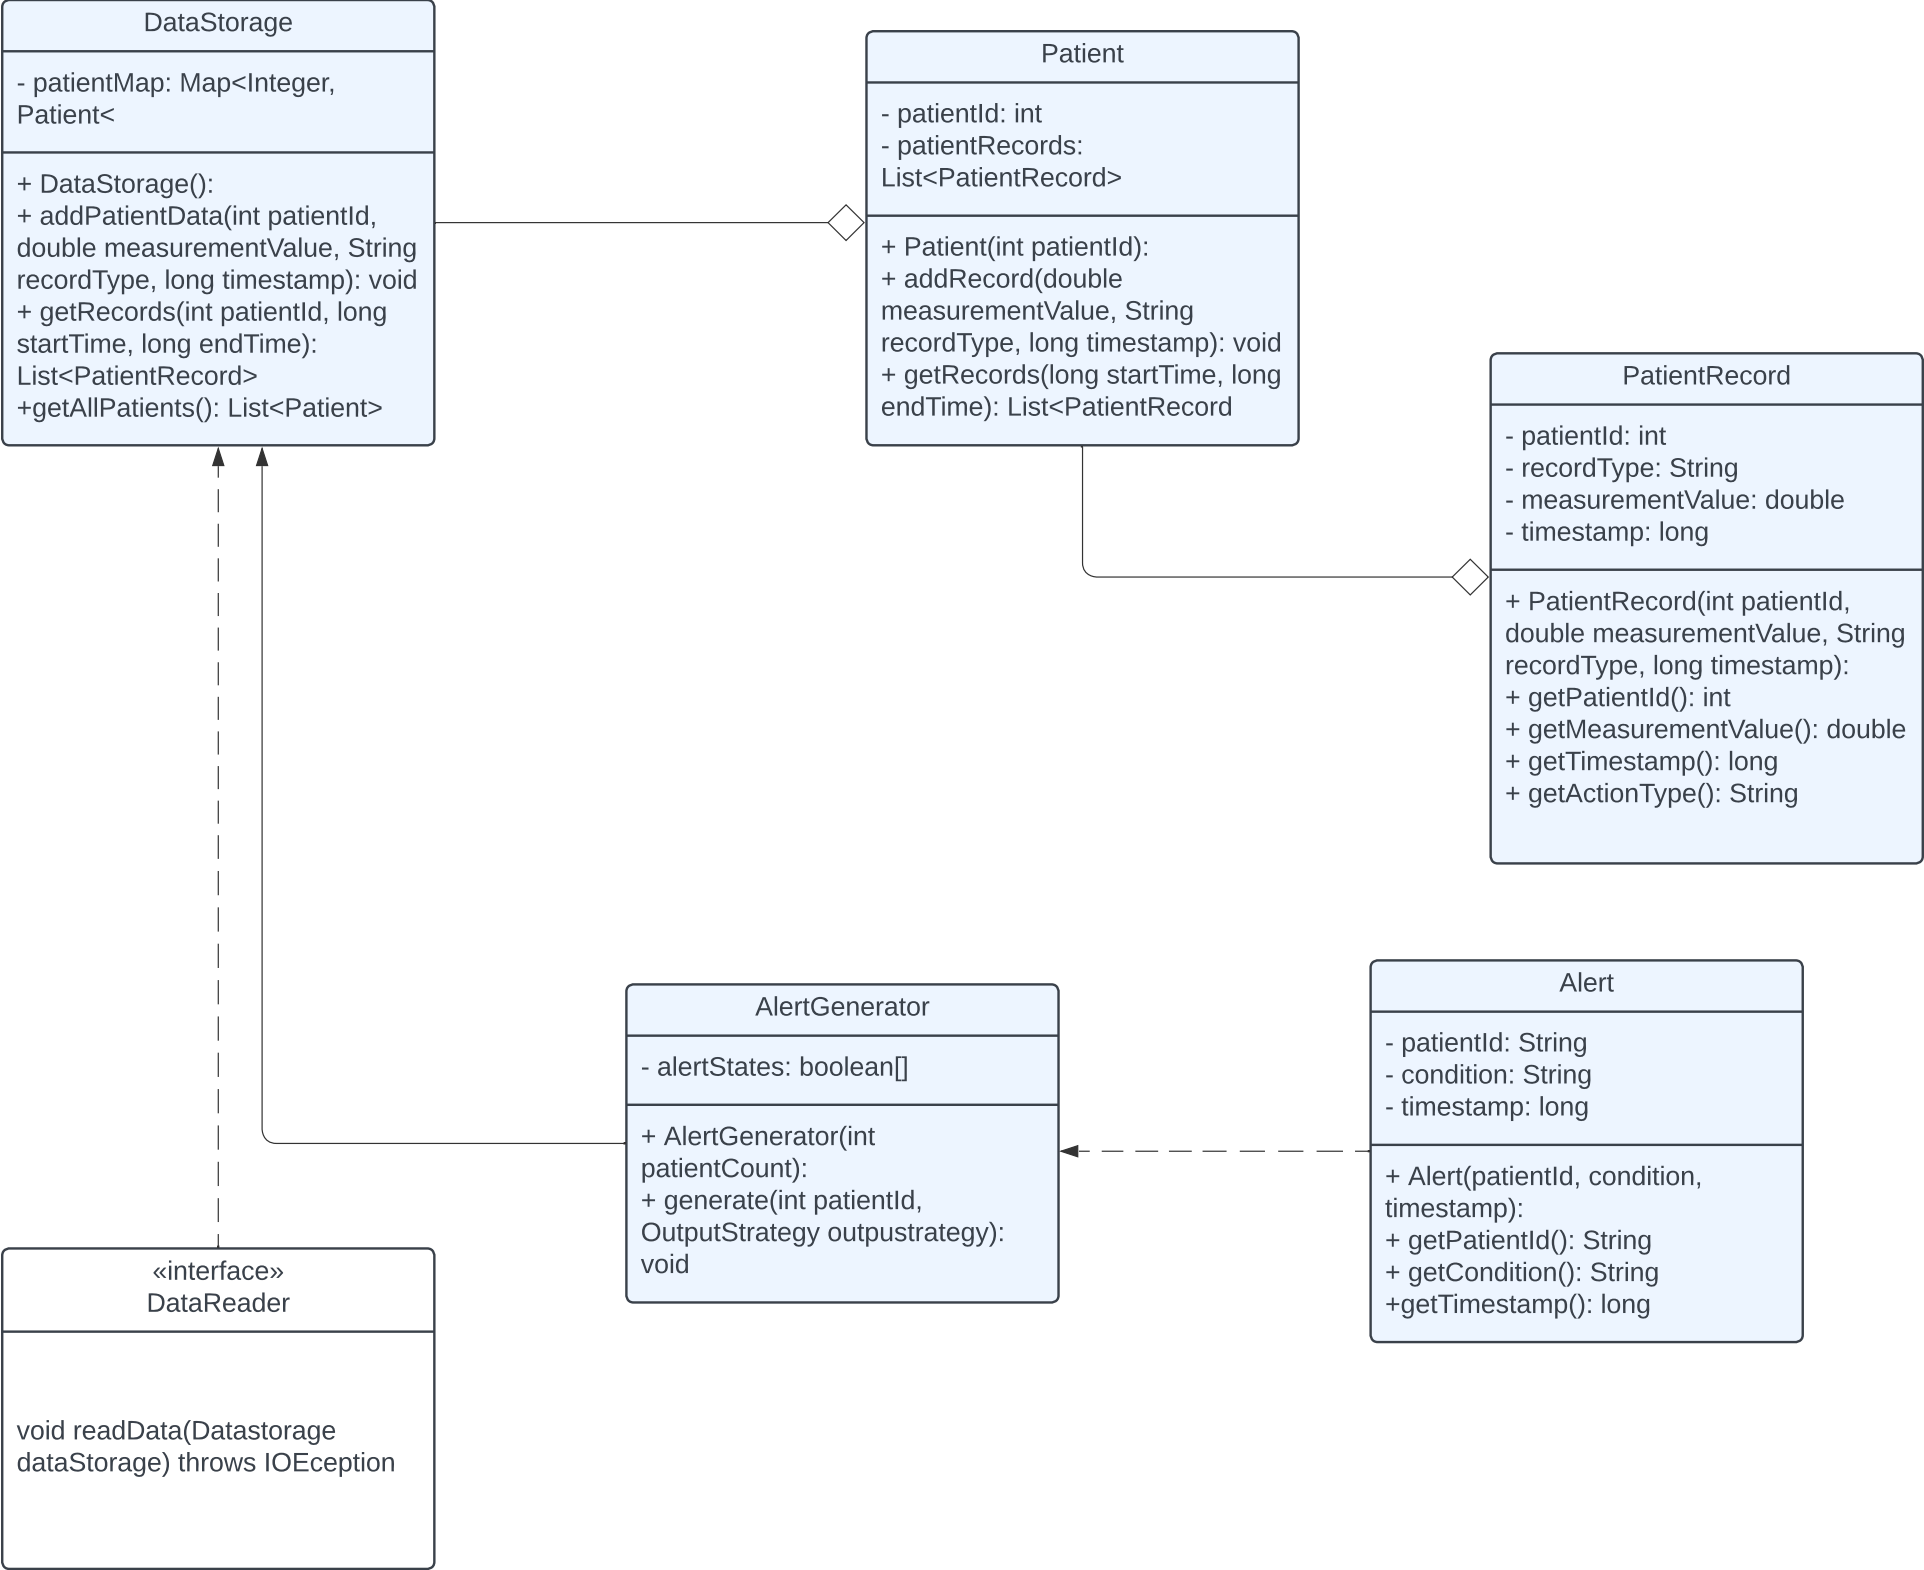 DataStorage
- patientMap: Map<Integer,
Patient<
+ DataStorage():
+ addPatientData(int patientId,
double measurementValue, String
recordType, long timestamp): void
+ getRecords(int patientId, long
startTime, long endTime):
List<PatientRecord>
+getAllPatients(): List<Patient>
Patient
- patientId: int
- patientRecords:
List<PatientRecord>
+ Patient(int patientId):
+ addRecord(double
measurementValue, String
recordType, long timestamp): void
+ getRecords(long startTime, long
endTime): List<PatientRecord
PatientRecord
- patientId: int
- recordType: String
- measurementValue: double
- timestamp: long
+ PatientRecord(int patientId,
double measurementValue, String
recordType, long timestamp):
+ getPatientId(): int
+ getMeasurementValue(): double
+ getTimestamp(): long
+ getActionType(): String
AlertGenerator
- alertStates: boolean[]
+ AlertGenerator(int
patientCount):
+ generate(int patientId,
OutputStrategy outpustrategy):
void
Alert
- patientId: String
- condition: String
- timestamp: long
+ Alert(patientId, condition,
timestamp):
+ getPatientId(): String
+ getCondition(): String
+getTimestamp(): long
«interface»
DataReader
void readData(Datastorage
dataStorage) throws IOEception